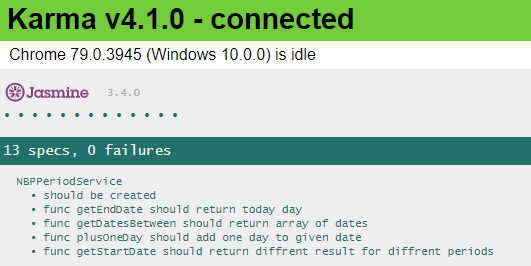 Karma v4.1.0 - connected
Chrome 79.0.3945 (Windows 10.0.0) is idle
Jasmine 3.4.0
• • • • • • • • • • • • •
13 specs, 0 failures
NBPPeriodService
• should be created
• func getEndDate should return today day
• func getDatesBetween should return array of dates
• func plusOneDay should add one day to given date
• func getStartDate should return diffrent result for diffrent periods